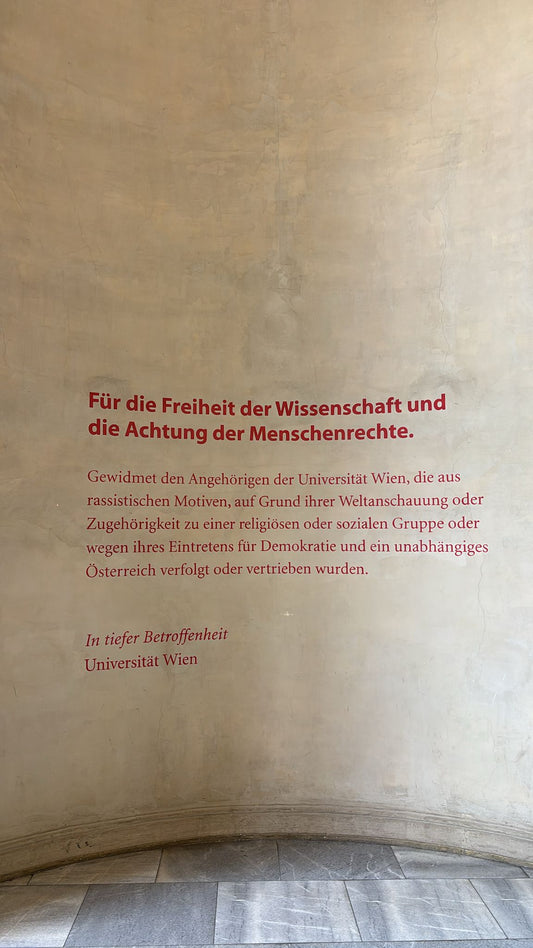 Für die Freiheit der Wissenschaft und
die Achtung der Menschenrechte.
Gewidmet den Angehörigen der Universität Wien, die aus
rassistischen Motiven, auf Grund ihrer Weltanschauung oder
Zugehörigkeit zu einer religiösen oder sozialen Gruppe oder
wegen ihres Eintretens für Demokratie und ein unabhängiges
Österreich verfolgt oder vertrieben wurden.
In tiefer Betroffenheit
Universität Wien